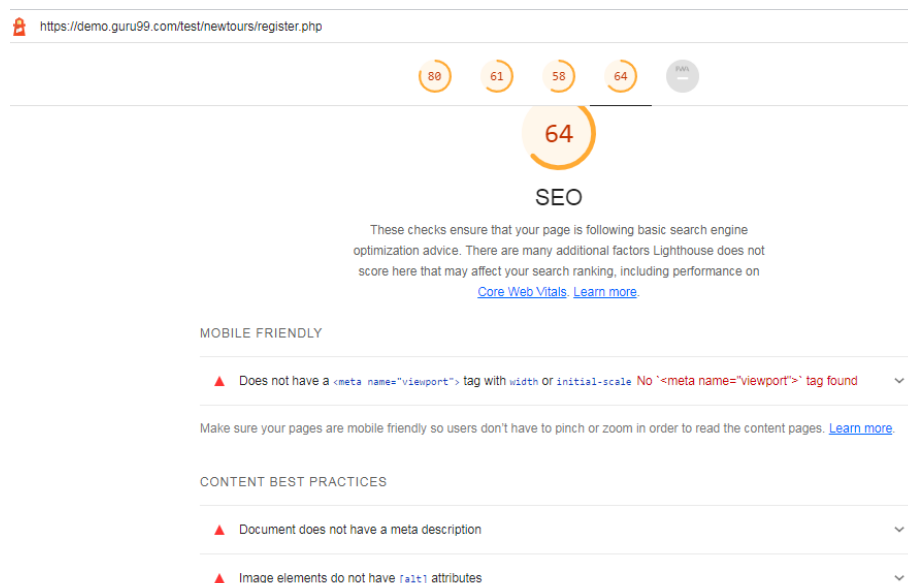 https://demo.guru99.com/test/newtours/register.php
80 61 58 64 PWA
64
SEO
These checks ensure that your page is following basic search engine
optimization advice. There are many additional factors Lighthouse does not
score here that may affect your search ranking, including performance on
Core Web Vitals. Learn more.
MOBILE FRIENDLY
Does not have a <meta name="viewport"> tag with width or initial-scale No `<meta name="viewport">` tag found
Make sure your pages are mobile friendly so users don't have to pinch or zoom in order to read the content pages. Learn more.
CONTENT BEST PRACTICES
Document does not have a meta description
Image elements do not have [alt] attributes